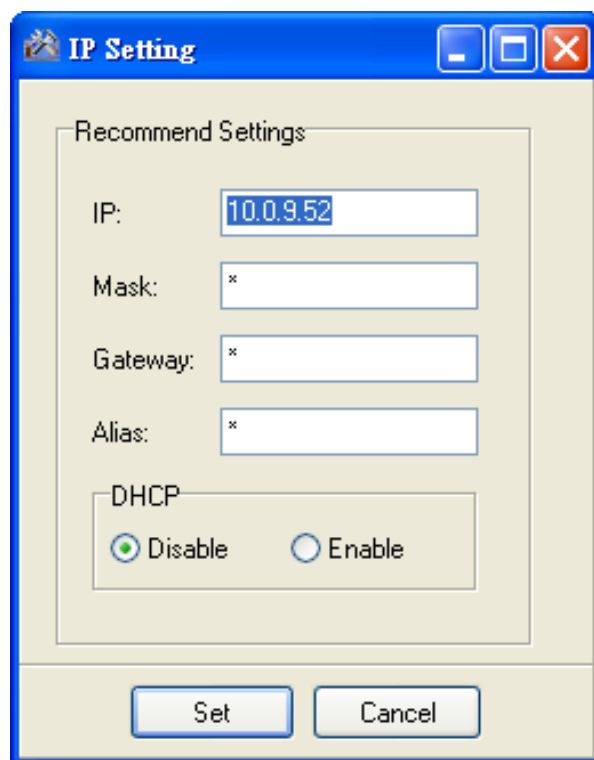 IP Setting
Recommend Settings
IP: 10.0.9.52
Mask: *
Gateway: *
Alias: *
DHCP
Disable Enable
Set Cancel